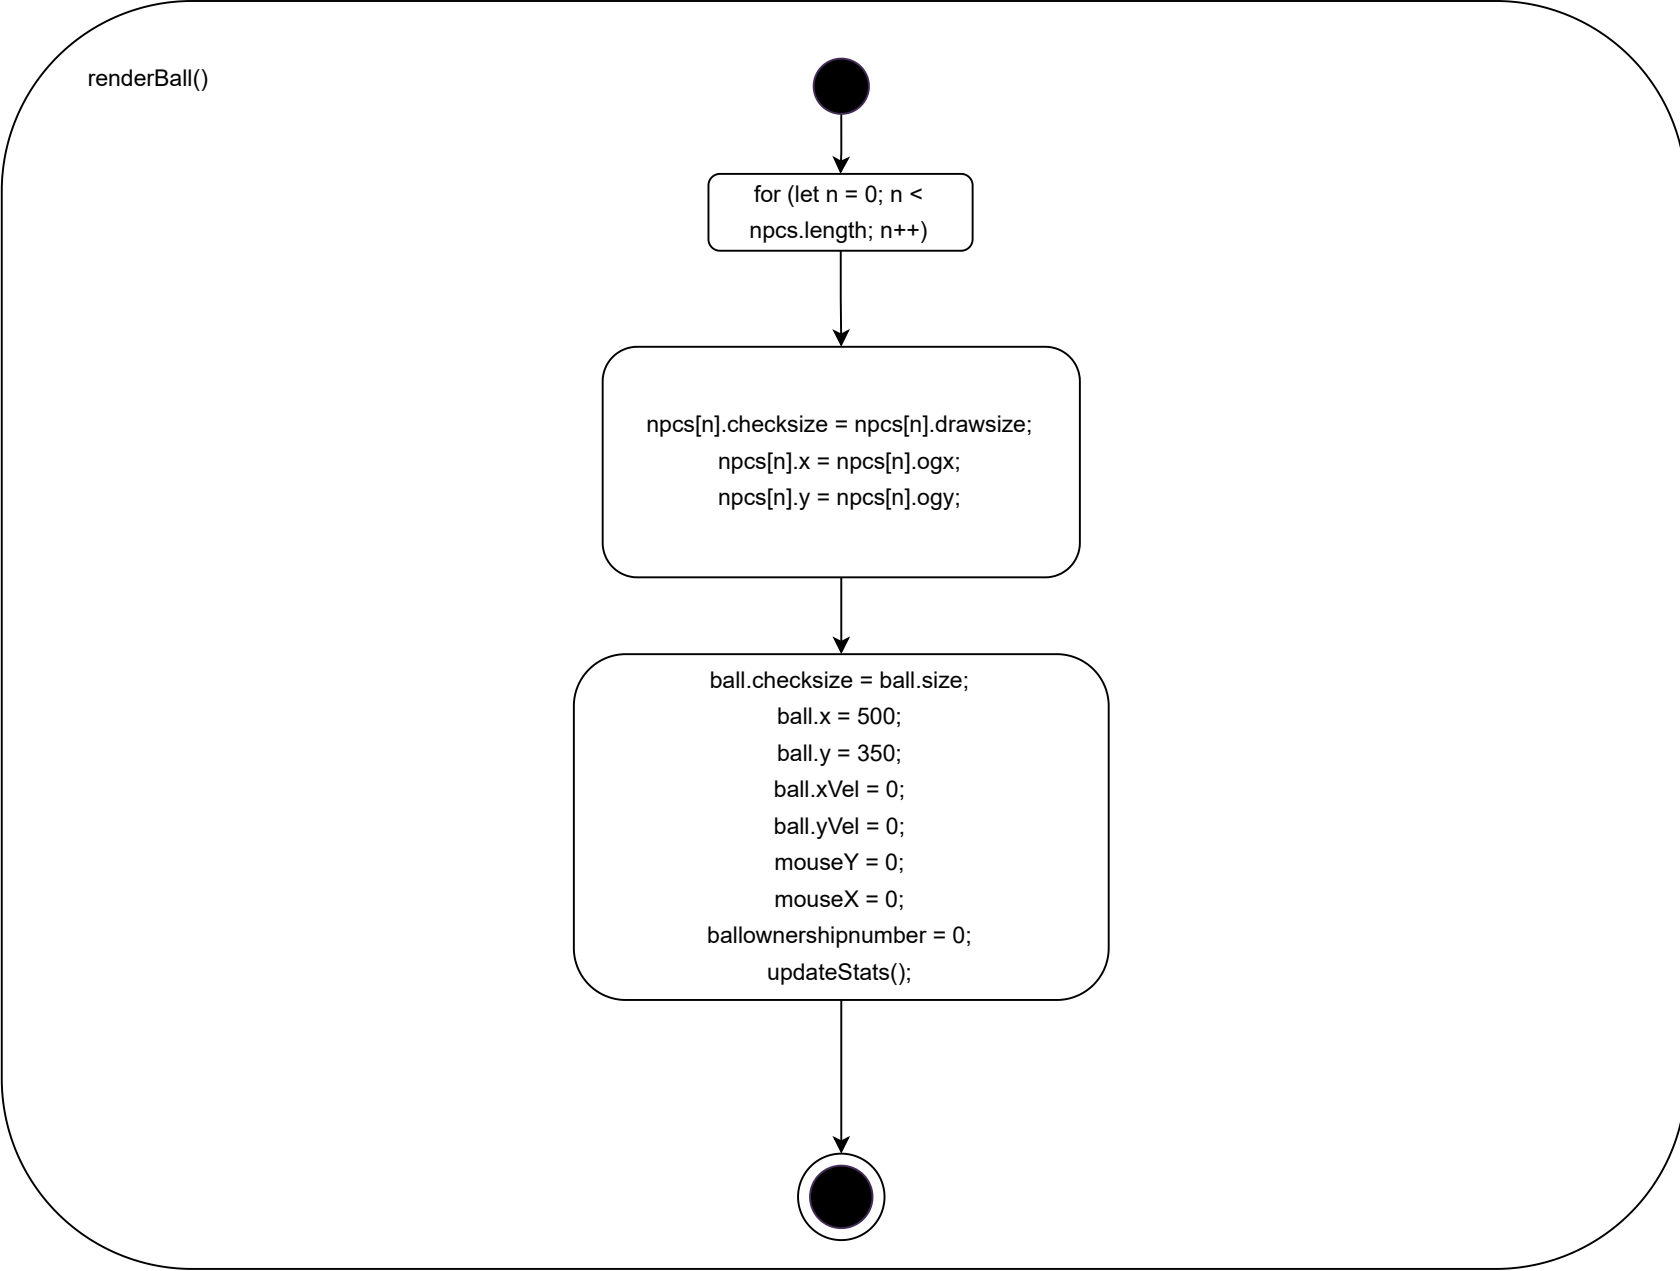 renderBall()
for (let n = 0; n <
npcs.length; n++)
npcs[n].checksize = npcs[n].drawsize;
npcs[n].x = npcs[n].ogx;
npcs[n].y = npcs[n].ogy;
ball.checksize = ball.size;
ball.x = 500;
ball.y = 350;
ball.xVel = 0;
ball.yVel = 0;
mouseY = 0;
mouseX = 0;
ballownershipnumber = 0;
updateStats();